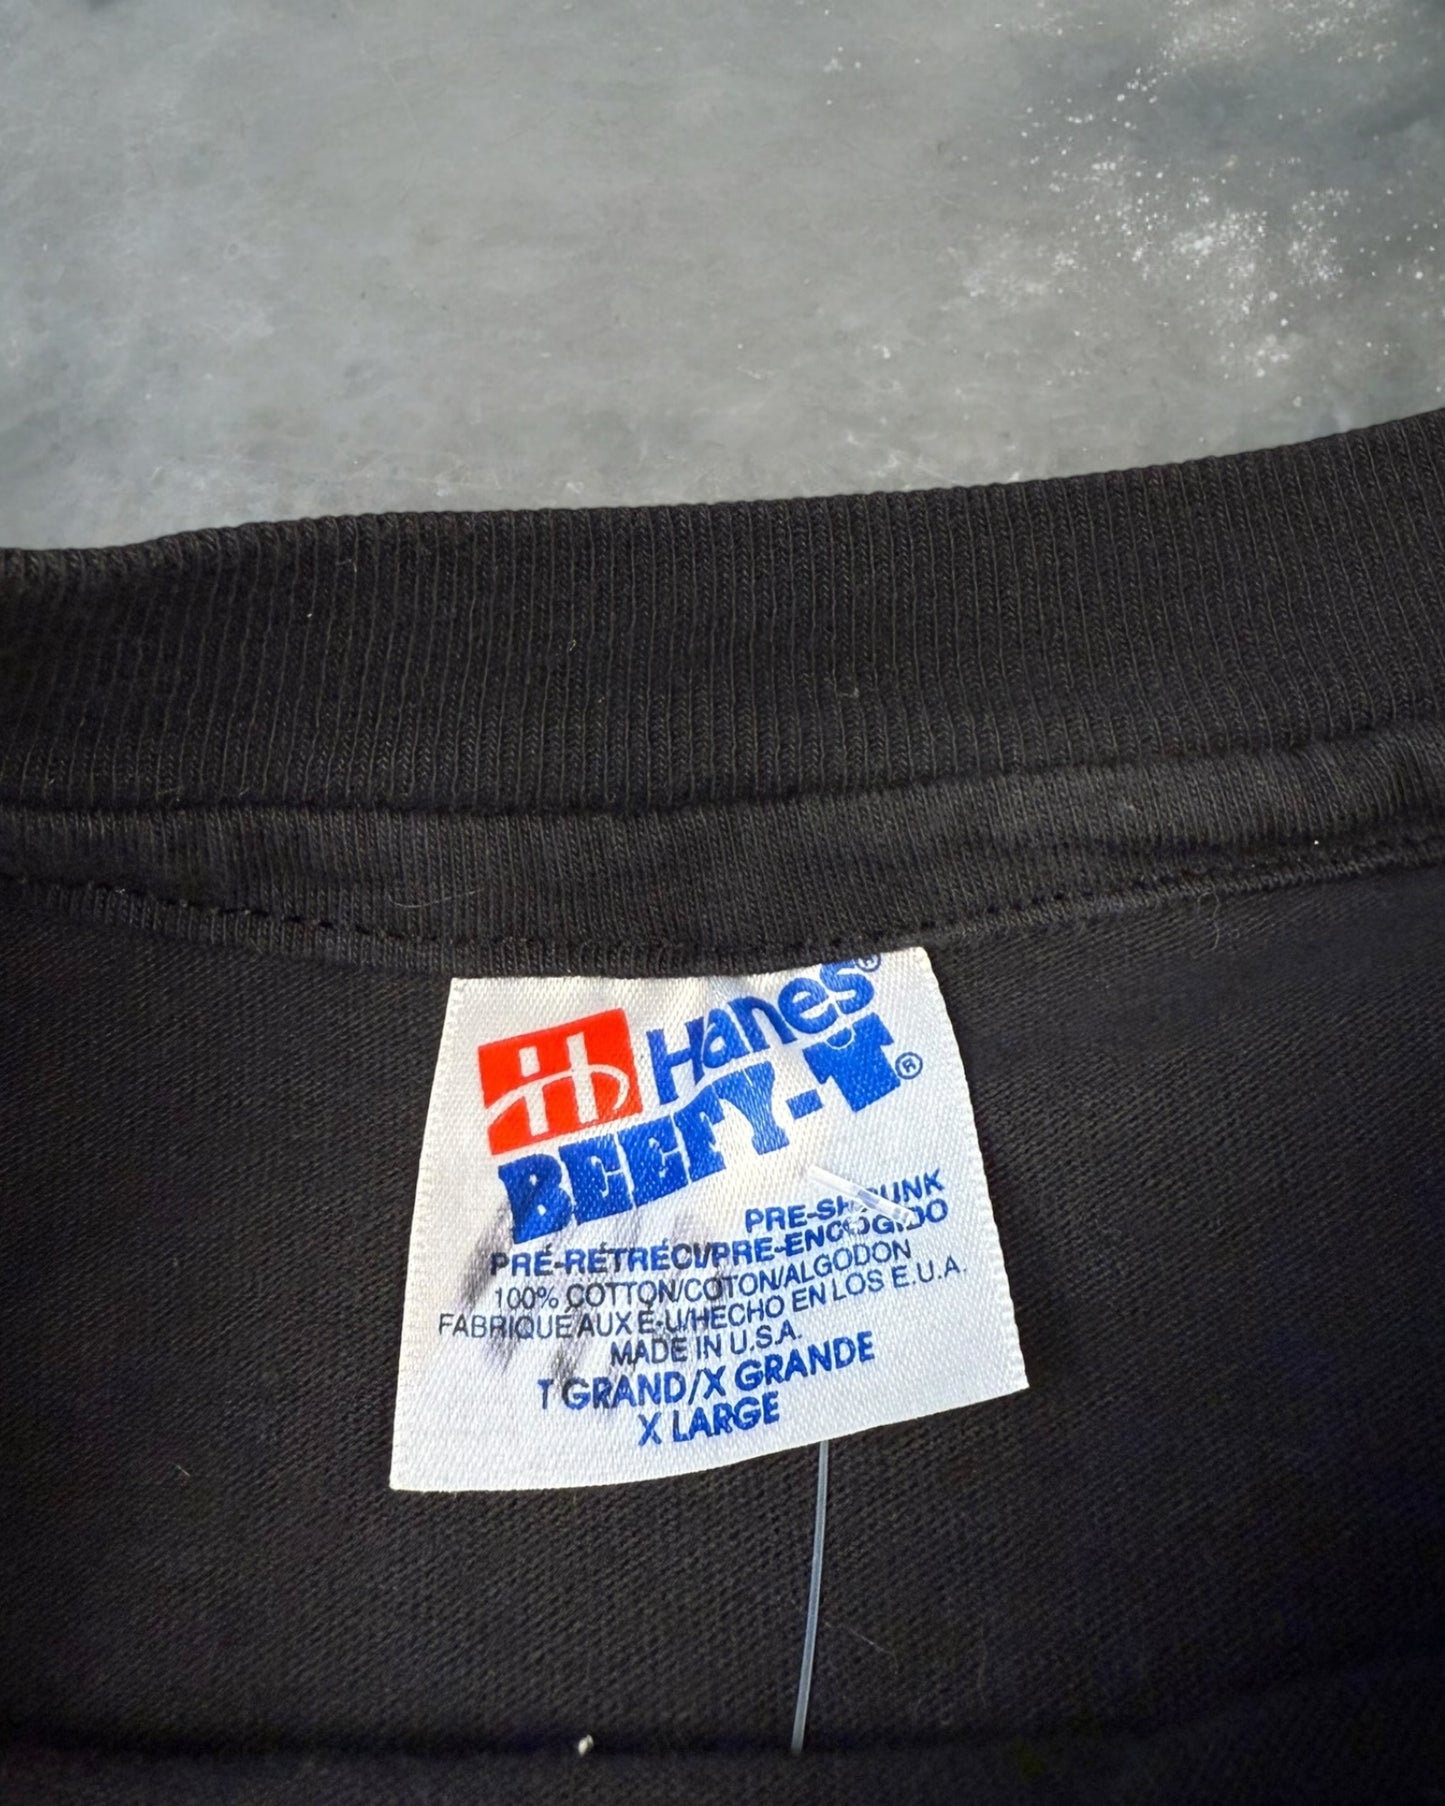 Hanes®
BEEFY-T®
PRE-SHRUNK
PRÉ-RÉTRÉCI/PRE-ENCOGIDO
100% COTTON/COTON/ALGODON
FABRIQUÉ AUX É-U/HECHO EN LOS E.U.A.
MADE IN U.S.A.
T GRAND/X GRANDE
X LARGE